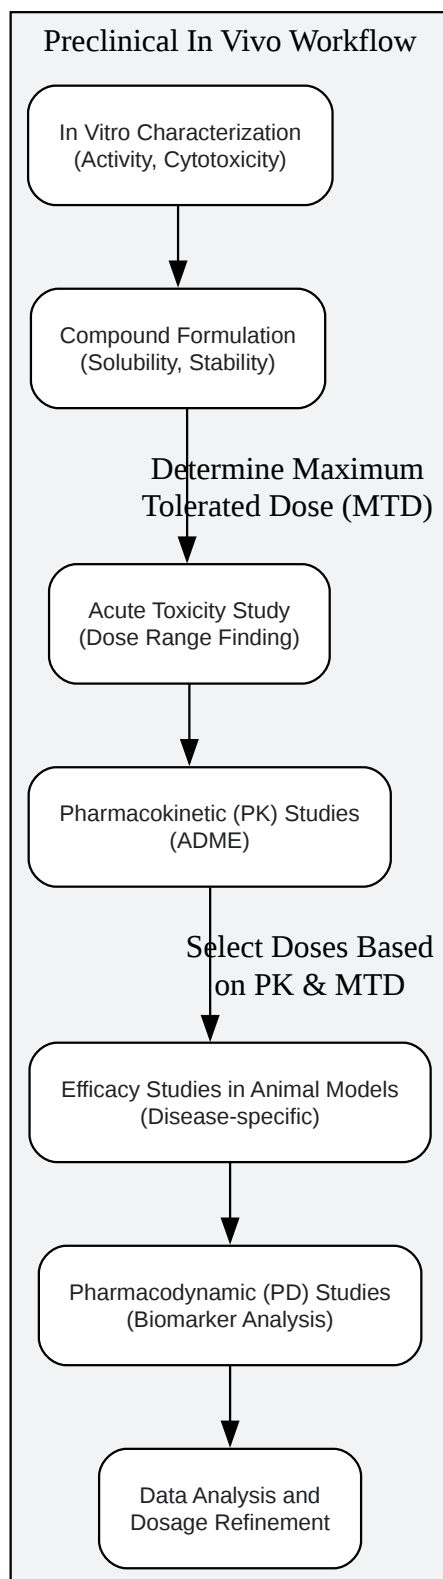 Preclinical In Vivo Workflow
In Vitro Characterization
(Activity, Cytotoxicity)
Compound Formulation
(Solubility, Stability)
Determine Maximum
Tolerated Dose (MTD)
Acute Toxicity Study
(Dose Range Finding)
Pharmacokinetic (PK) Studies
(ADME)
Select Doses Based
on PK & MTD
Efficacy Studies in Animal Models
(Disease-specific)
Pharmacodynamic (PD) Studies
(Biomarker Analysis)
Data Analysis and
Dosage Refinement